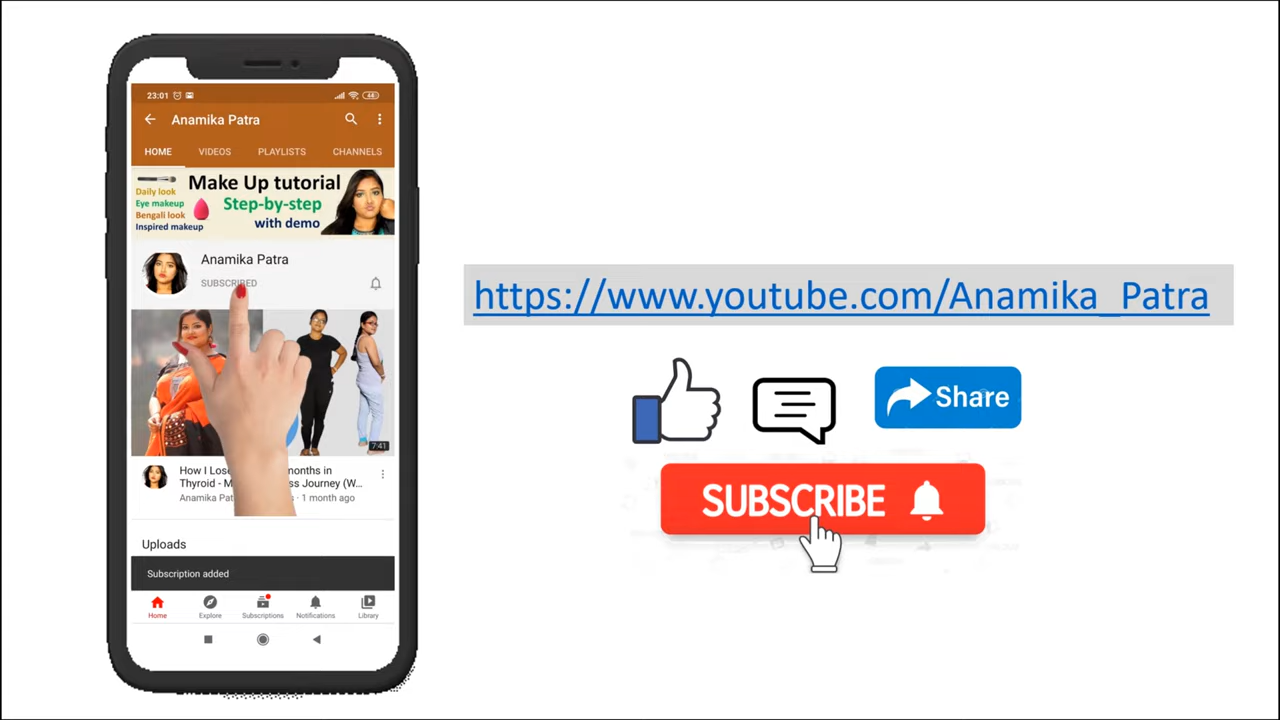 23:01
44
Anamika Patra
HOME VIDEOS PLAYLISTS CHANNELS
Daily look
Eye makeup
Bengali look
Inspired makeup
Make Up tutorial
Step-by-step
with demo
Anamika Patra
SUBSCRIBED
7:41
How I Lose months in
Thyroid - M ss Journey (W...
Anamika Pat · 1 month ago
Uploads
Subscription added
Home Explore Subscriptions Notifications Library
https://www.youtube.com/Anamika_Patra
Share
SUBSCRIBE